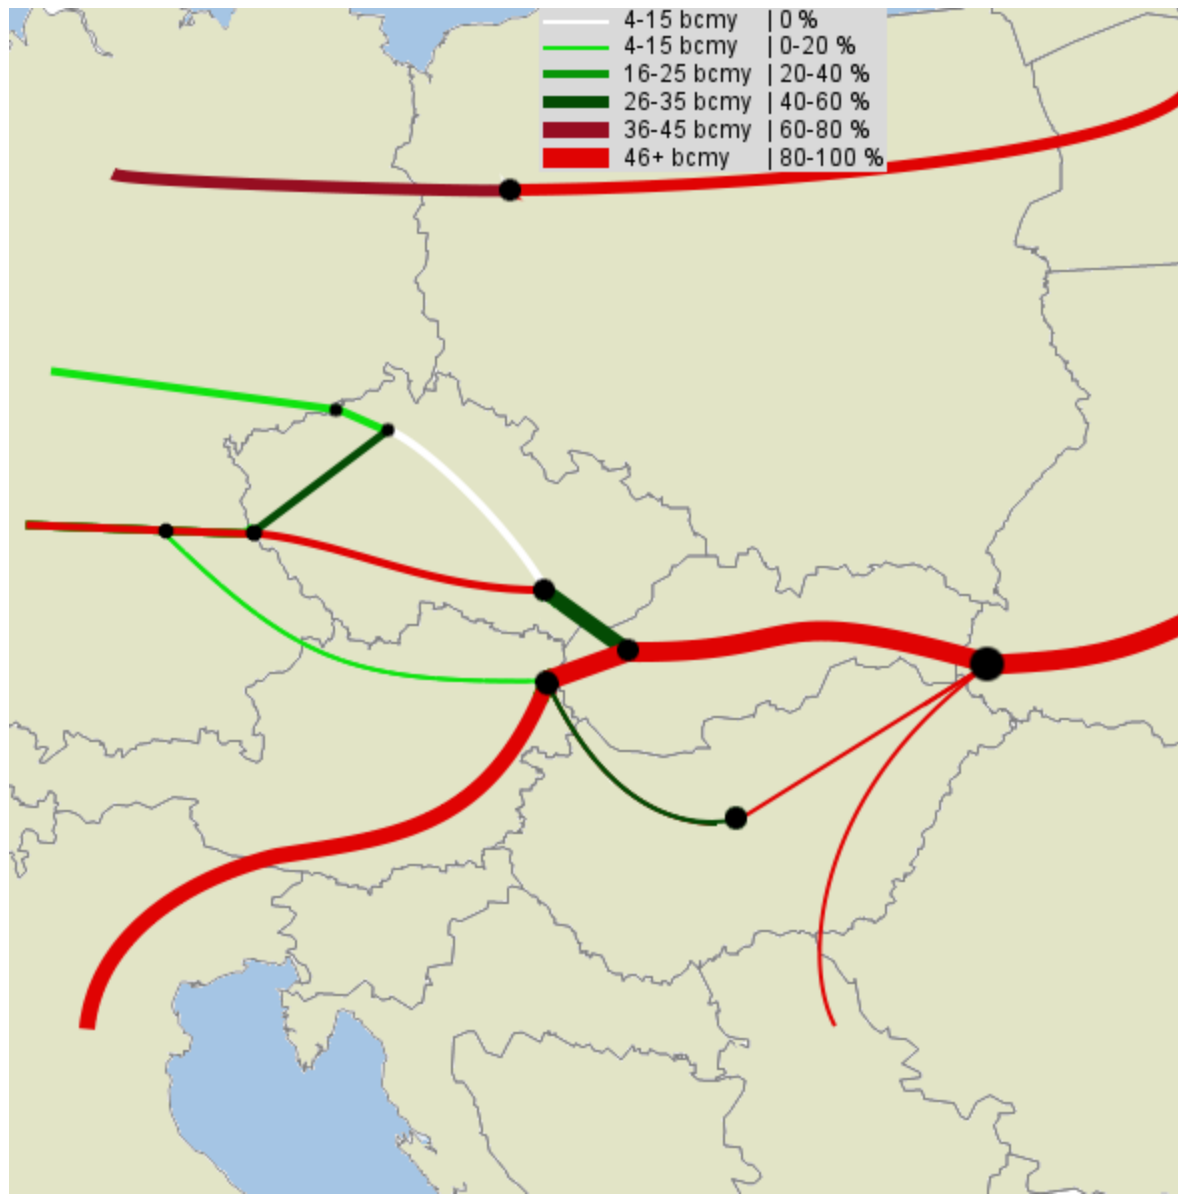 4-15 bcmy | 0 %
4-15 bcmy | 0-20 %
16-25 bcmy | 20-40 %
26-35 bcmy | 40-60 %
36-45 bcmy | 60-80 %
46+ bcmy | 80-100 %